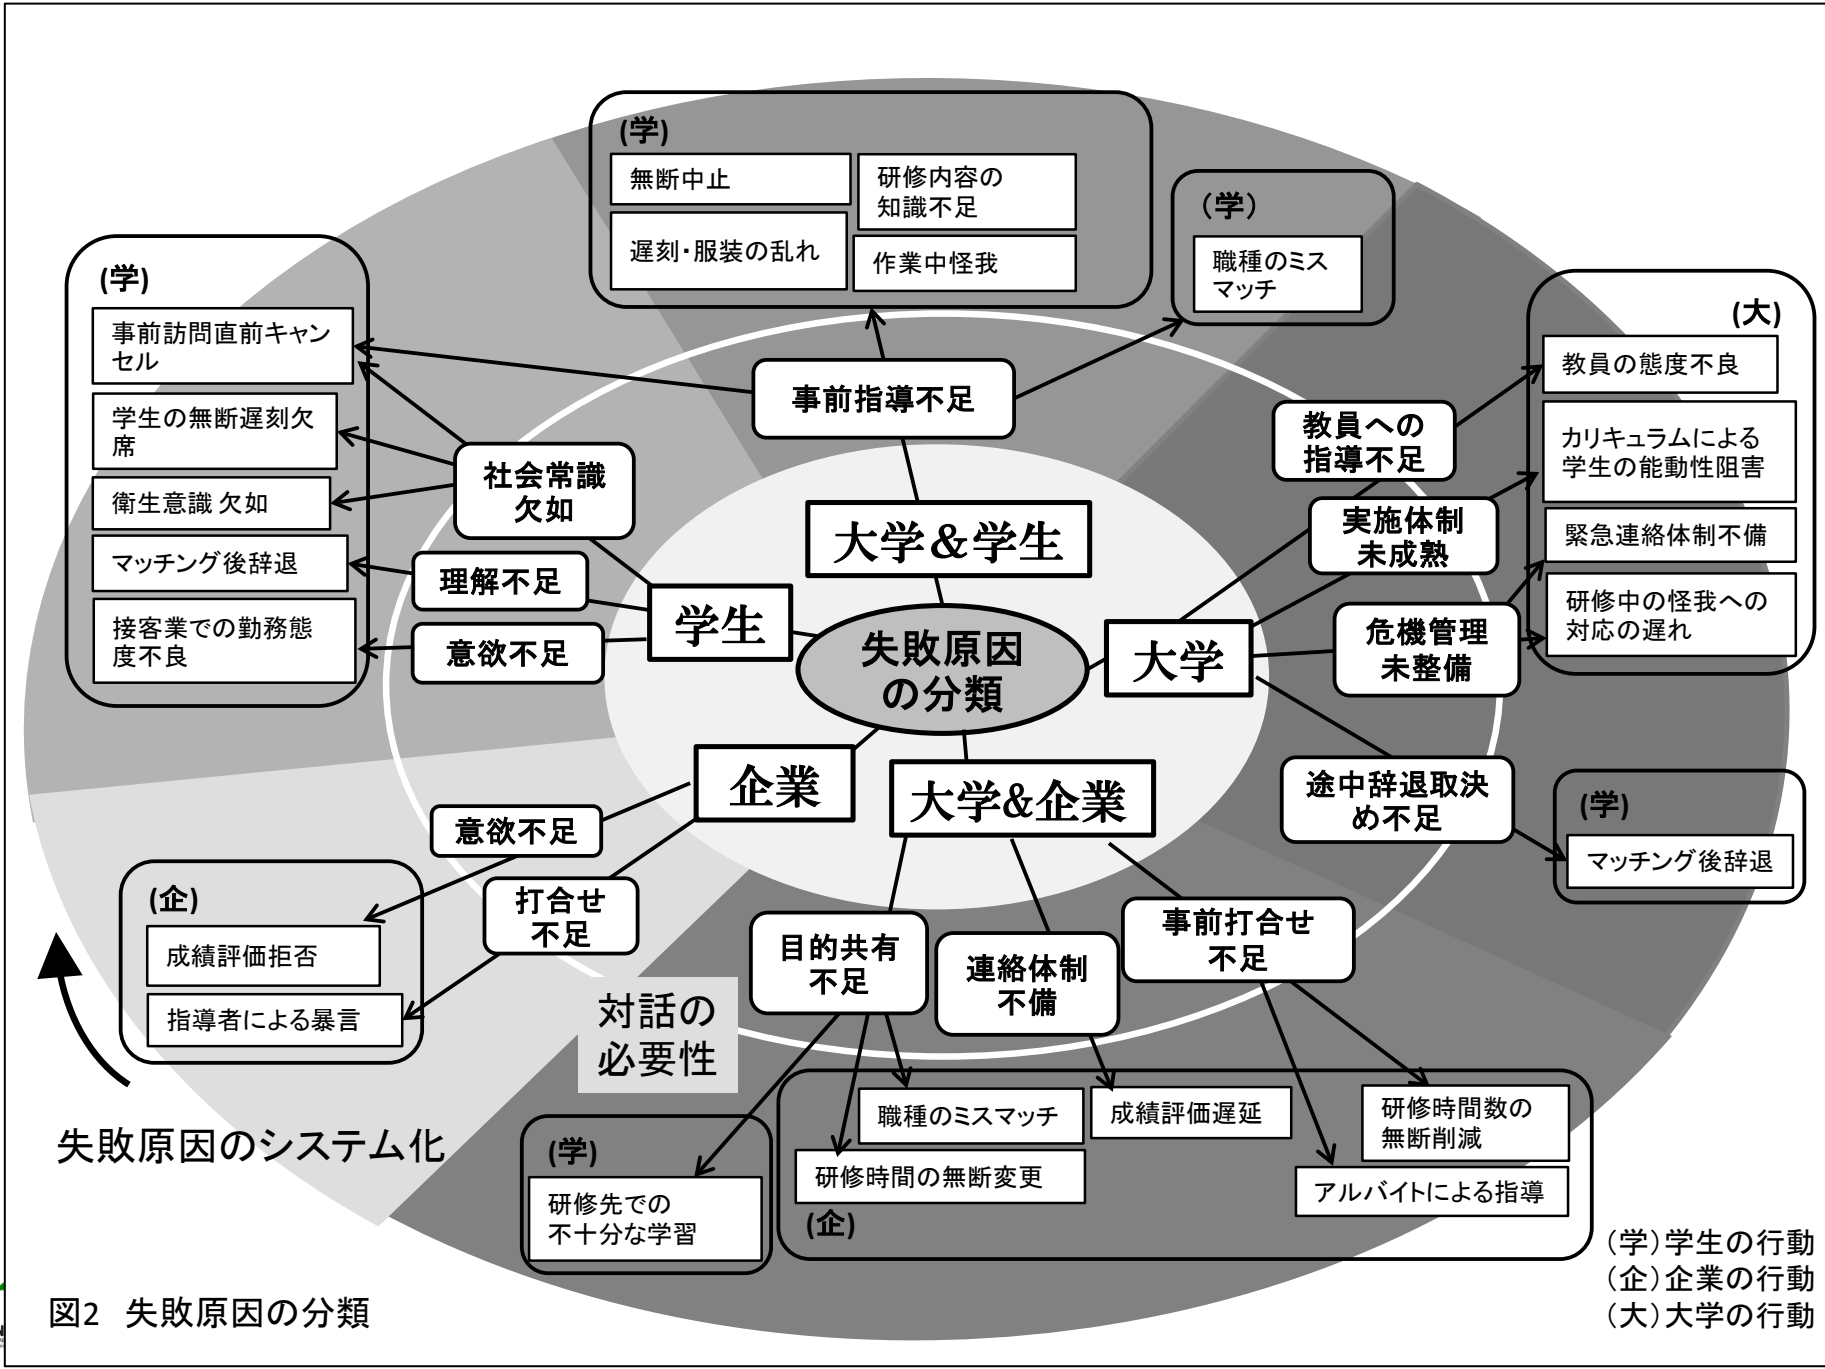 (学)
無断中止
研修内容の
知識不足
遅刻・服装の乱れ
作業中怪我
（学）
職種のミス
マッチ
(学)
事前訪問直前キャン
セル
学生の無断遅刻欠
席
衛生意識 欠如
マッチング後辞退
接客業での勤務態
度不良
(大)
教員の態度不良
カリキュラムによる
学生の能動性阻害
緊急連絡体制不備
研修中の怪我への
対応の遅れ
事前指導不足
社会常識
欠如
理解不足
意欲不足
教員への
指導不足
実施体制
未成熟
危機管理
未整備
途中辞退取決
め不足
大学＆学生
学生
失敗原因
の分類
大学
企業
大学&企業
(学)
マッチング後辞退
意欲不足
打合せ
不足
(企)
成績評価拒否
指導者による暴言
目的共有
不足
連絡体制
不備
事前打合せ
不足
対話の
必要性
失敗原因のシステム化
(学)
研修先での
不十分な学習
職種のミスマッチ
成績評価遅延
研修時間数の
無断削減
研修時間の無断変更
アルバイトによる指導
(企)
（学）学生の行動
（企）企業の行動
（大）大学の行動
図2　失敗原因の分類